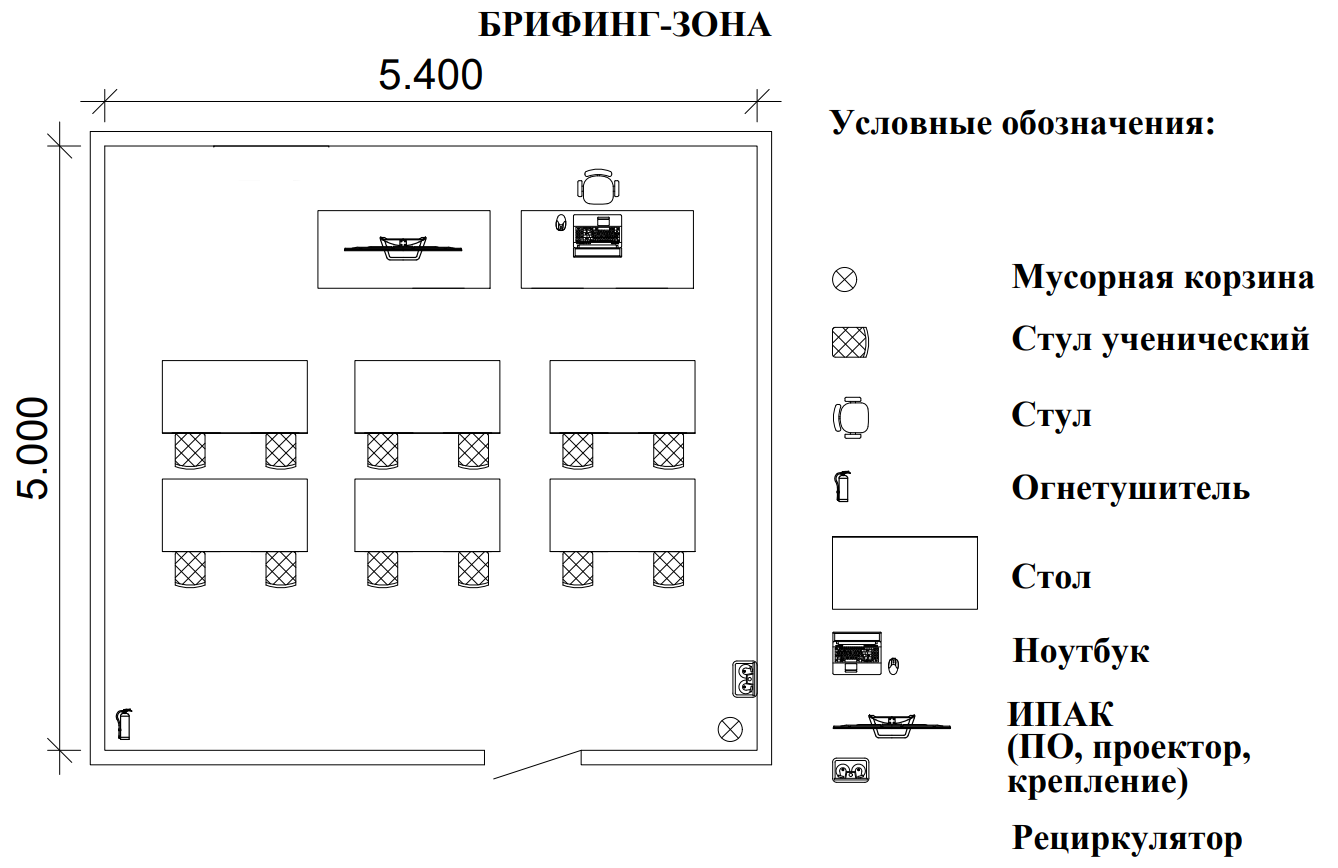 БРИФИНГ-ЗОНА
5.400
Условные обозначения:
5.000
Мусорная корзина
Стул ученический
Стул
Огнетушитель
Стол
Ноутбук
ИПАК
(ПО, проектор,
крепление)
Рециркулятор